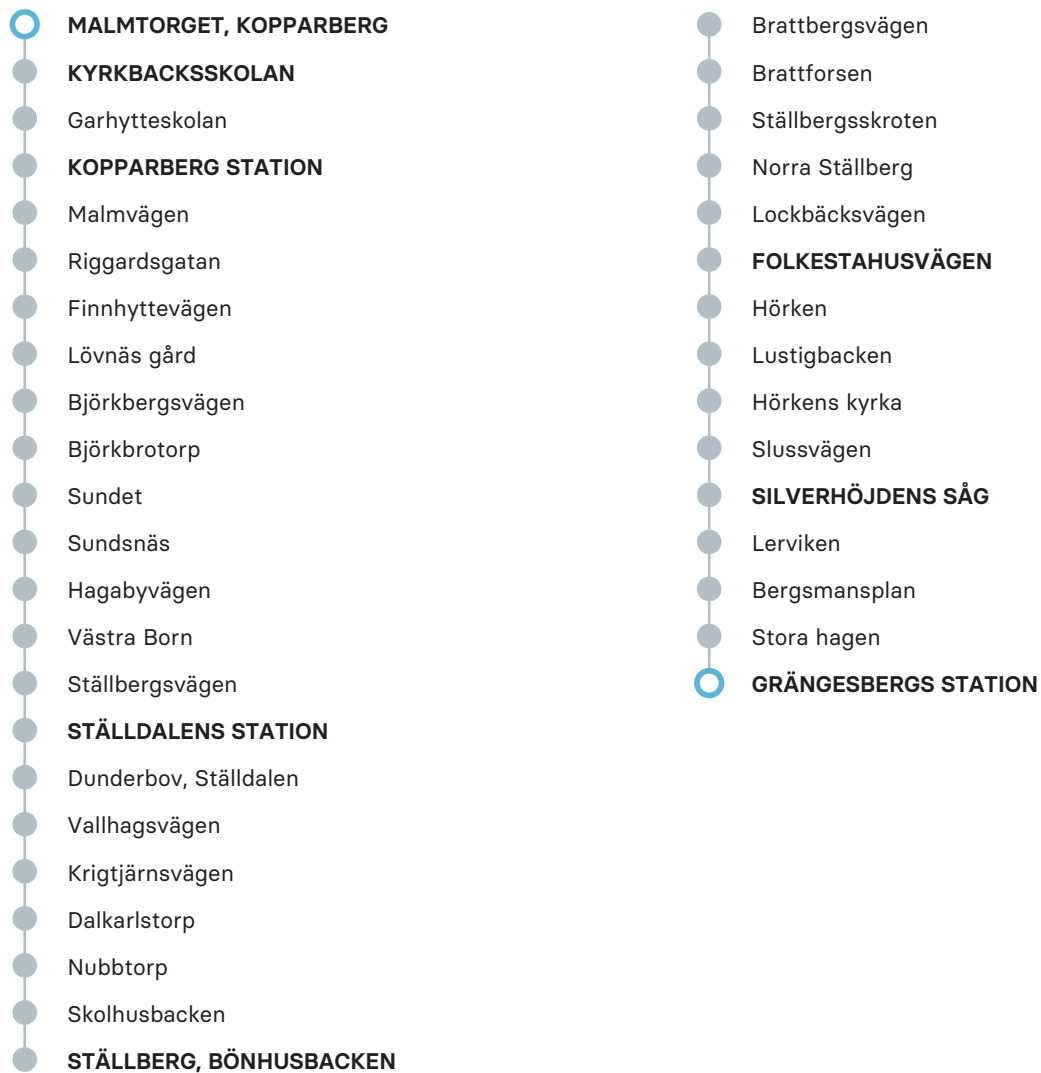 MALMTORGET, KOPPARBERG
KYRKBACKSSKOLAN
Garhytteskolan
KOPPARBERG STATION
Malmvägen
Riggardsgatan
Finnhyttevägen
Lövnäs gård
Björkbergsvägen
Björkbrotorp
Sundet
Sundsnäs
Hagabyvägen
Västra Born
Ställbergsvägen
STÄLLDALENS STATION
Dunderbov, Ställdalen
Vallhagsvägen
Krigtjärnsvägen
Dalkarlstorp
Nubbtorp
Skolhusbacken
STÄLLBERG, BÖNHUSBACKEN
Brattbergsvägen
Brattforsen
Ställbergsskroten
Norra Ställberg
Lockbäcksvägen
FOLKESTAHUSVÄGEN
Hörken
Lustigbacken
Hörkens kyrka
Slussvägen
SILVERHÖJDENS SÅG
Lerviken
Bergsmansplan
Stora hagen
GRÄNGESBERGS STATION